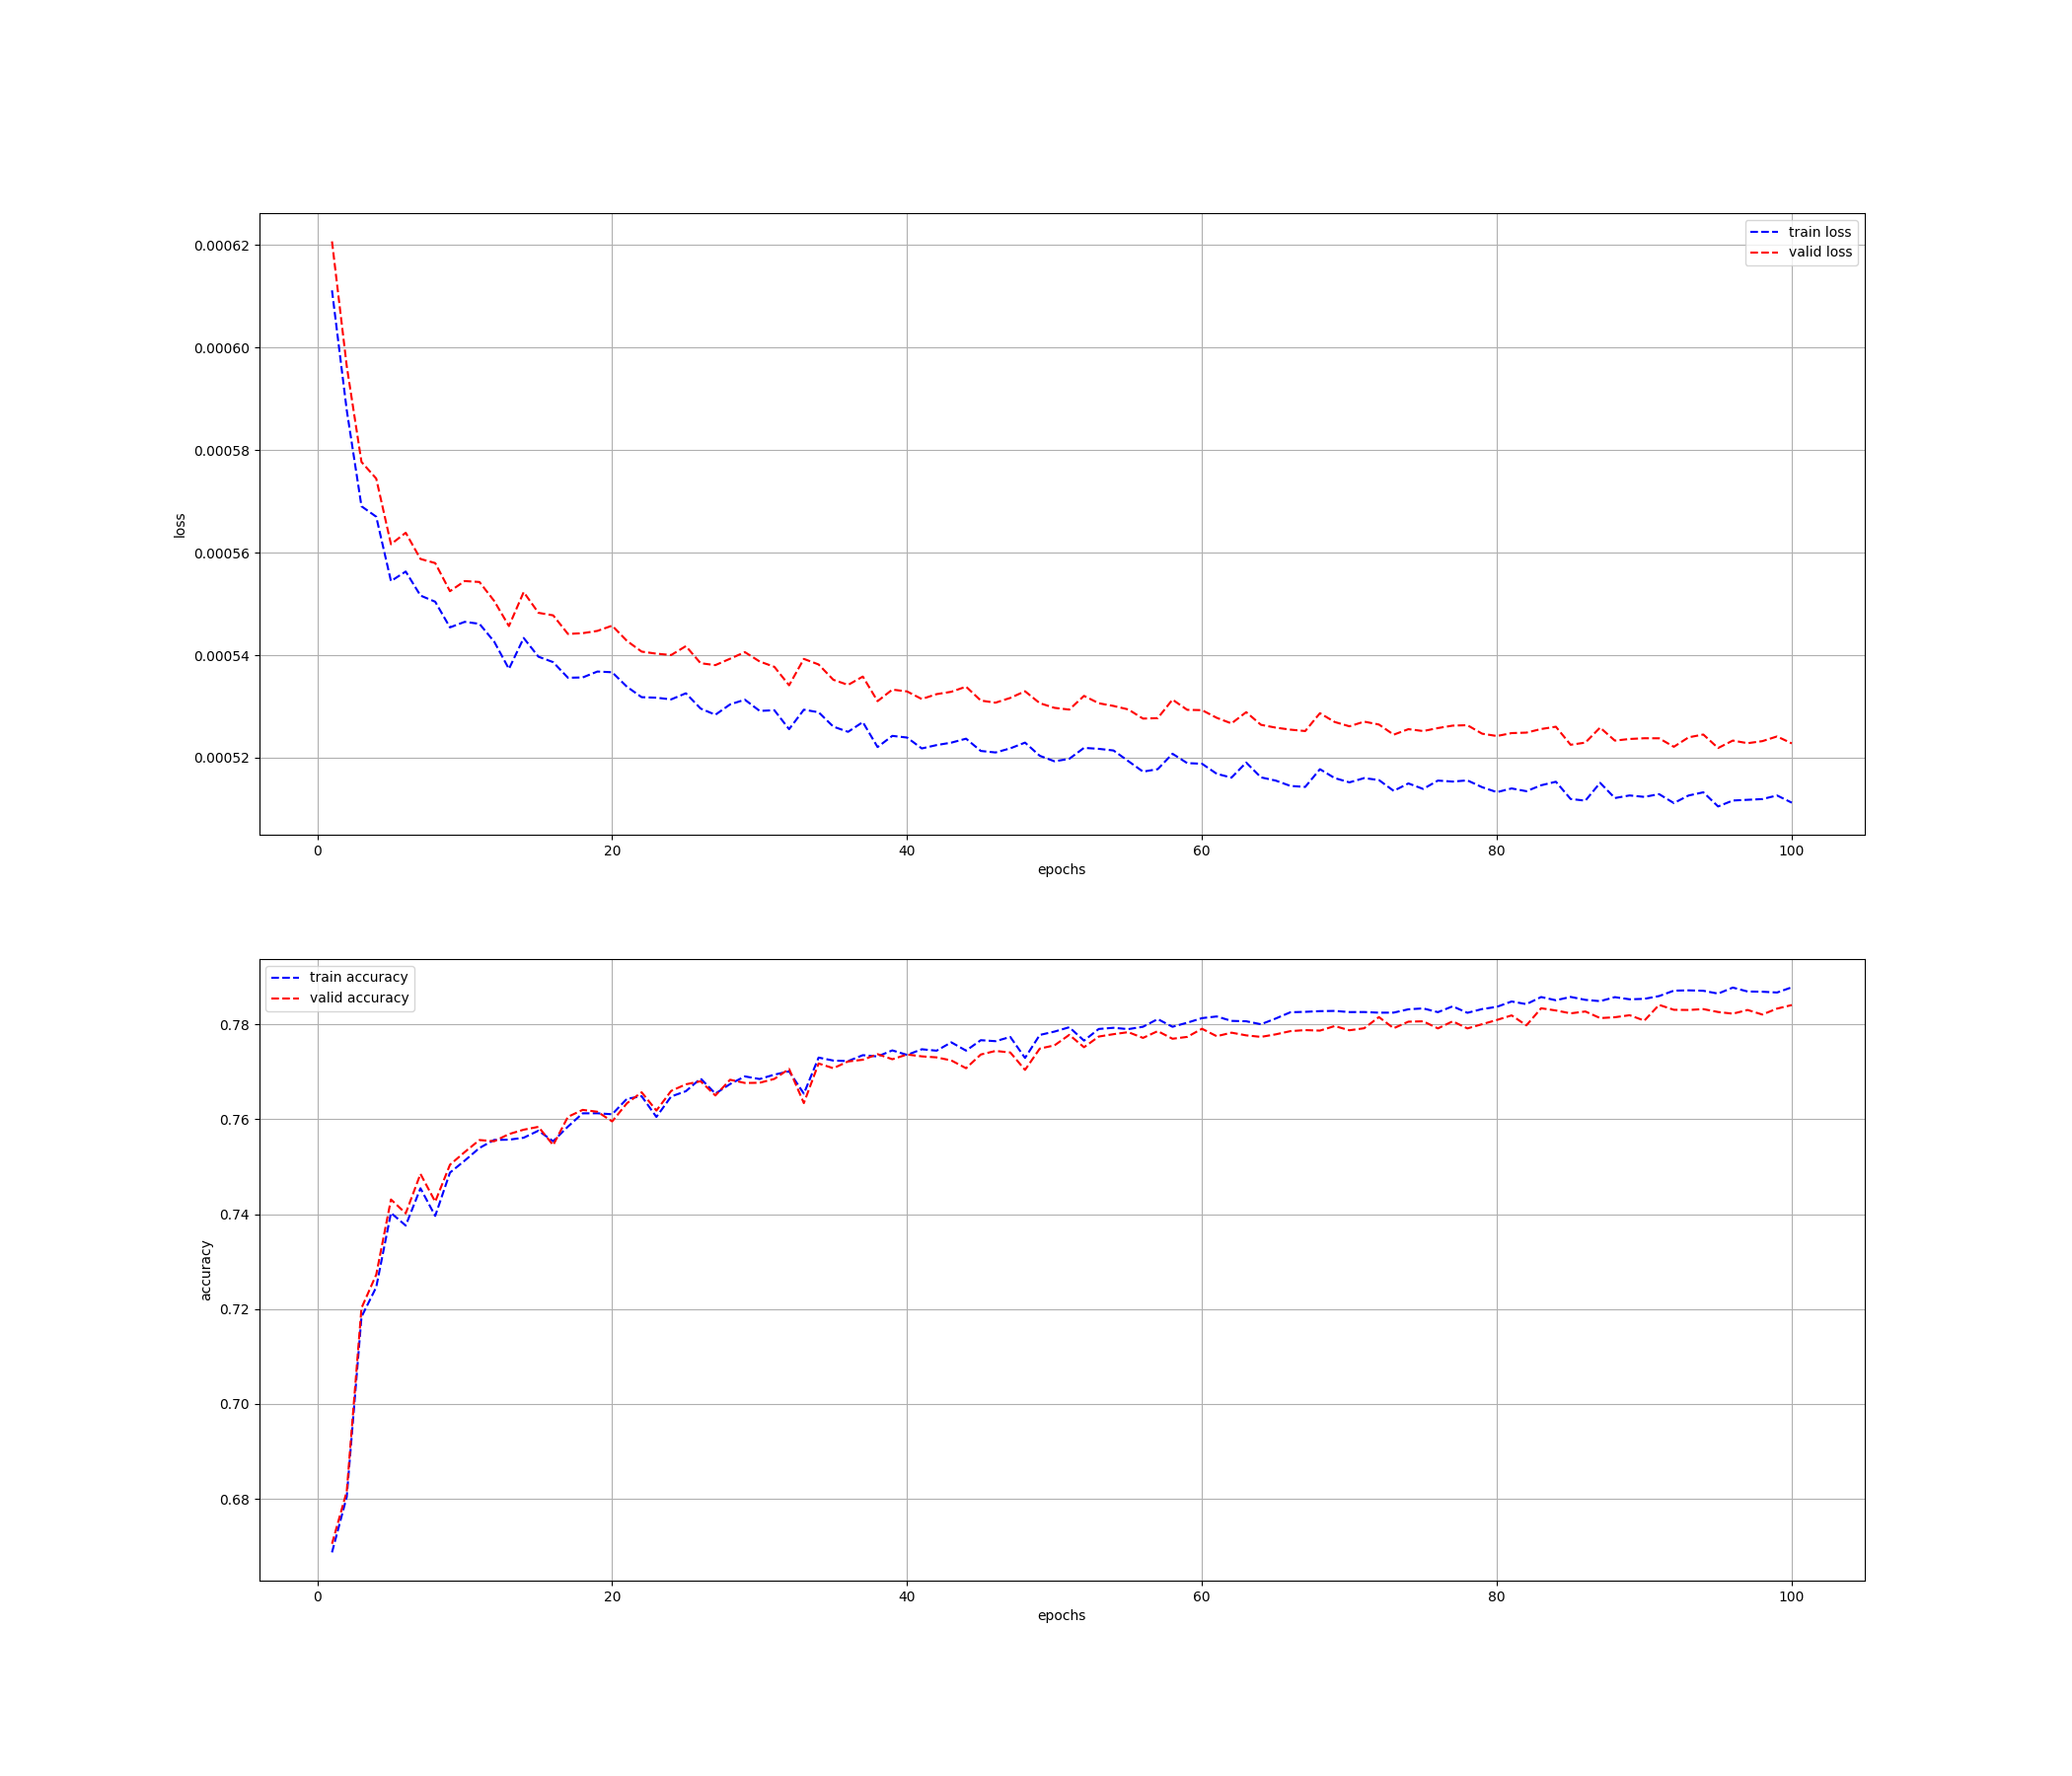 train loss
valid loss
0.00062
0.00060
0.00058
0.00056
0.00054
0.00052
loss
0 20 40 60 80 100
epochs
train accuracy
valid accuracy
0.78
0.76
0.74
0.72
0.70
0.68
accuracy
0 20 40 60 80 100
epochs